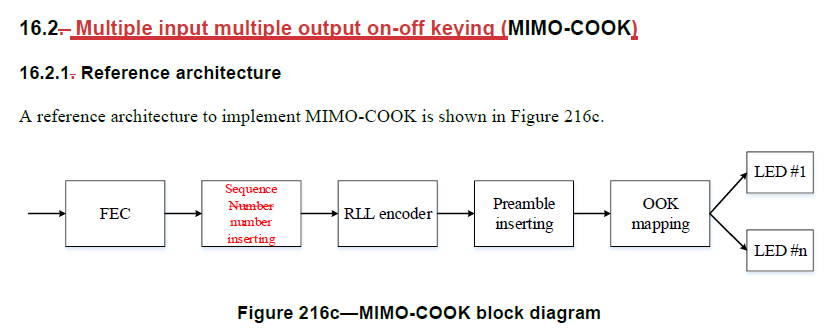 16.2.- Multiple input multiple output on-off keying (MIMO-COOK)
16.2.1. Reference architecture
A reference architecture to implement MIMO-COOK is shown in Figure 216c.
FEC
Sequence
Number
number
inserting
RLL encoder
Preamble
inserting
OOK
mapping
LED #1
LED #n
Figure 216c—MIMO-COOK block diagram